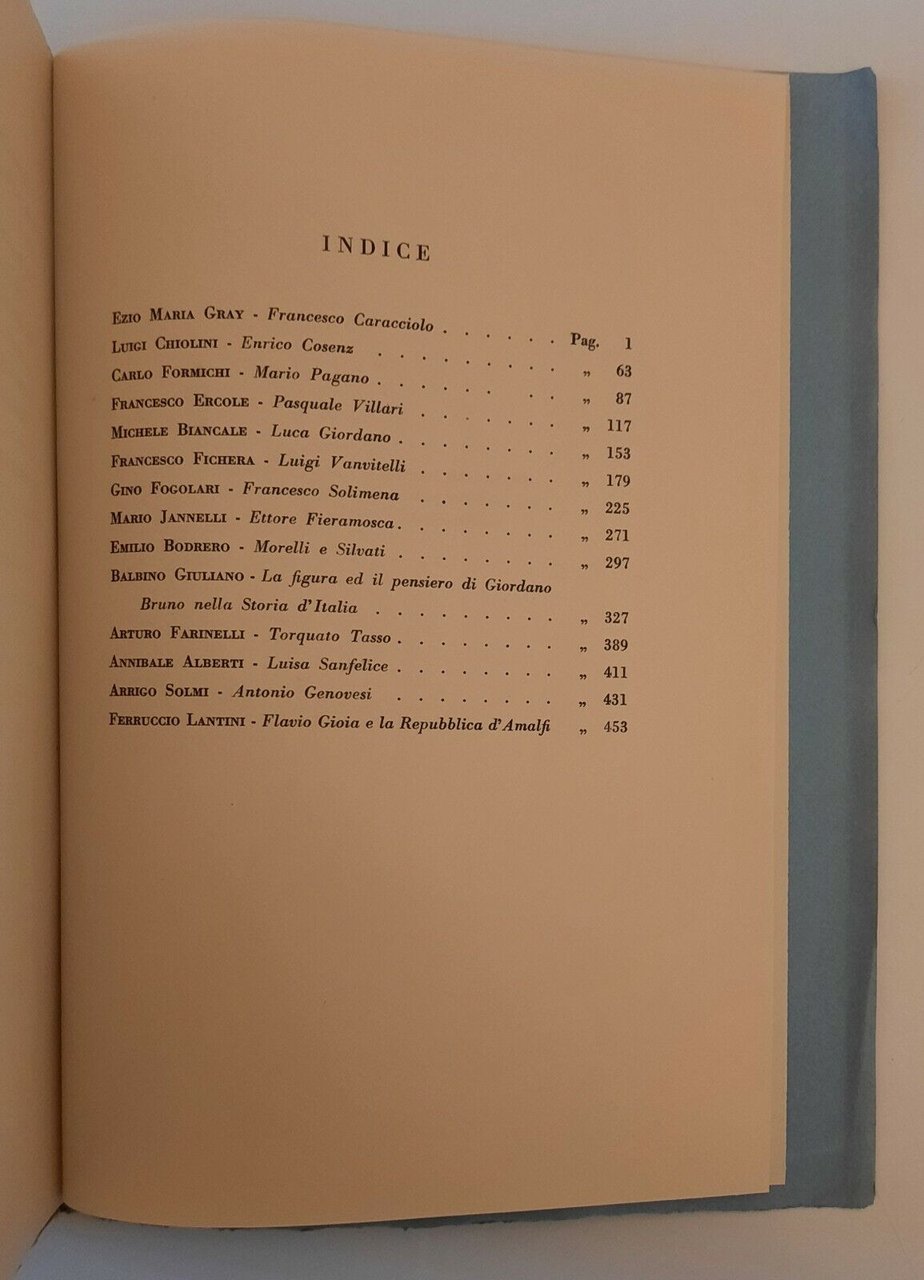 INDICE
EZIO MARIA GRAY - Francesco Caracciolo . . . . . . Pag. 1
LUIGI CHIOLINI - Enrico Cosenz . . . . . . . . „ 63
CARLO FORMICHI - Mario Pagano . . . . . . . . „ 87
FRANCESCO ERCOLE - Pasquale Villari . . . . . . . „ 117
MICHELE BIANCALE - Luca Giordano . . . . . . . . „ 153
FRANCESCO FICHERA - Luigi Vanvitelli . . . . . . . „ 179
GINO FOGOLARI - Francesco Solimena . . . . . . . „ 225
MARIO JANNELLI - Ettore Fieramosca . . . . . . . . „ 271
EMILIO BODRERO - Morelli e Silvati . . . . . . . . „ 297
BALBINO GIULIANO - La figura ed il pensiero di Giordano
Bruno nella Storia d'Italia . . . . . . . . . „ 327
ARTURO FARINELLI - Torquato Tasso . . . . . . . . „ 389
ANNIBALE ALBERTI - Luisa Sanfelice . . . . . . . . „ 411
ARRIGO SOLMI - Antonio Genovesi . . . . . . . „ 431
FERRUCCIO LANTINI - Flavio Gioia e la Repubblica d'Amalfi „ 453